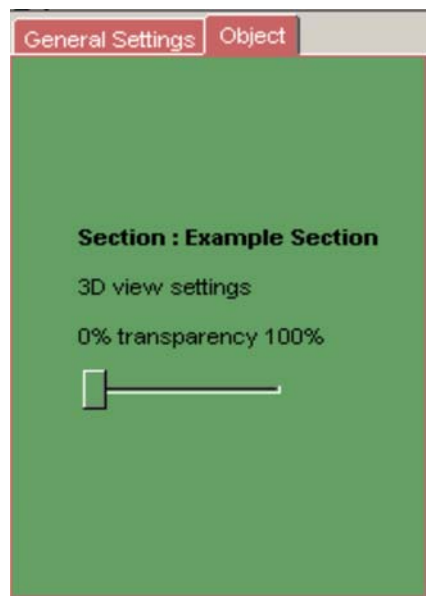 General Settings Object
Section : Example Section
3D view settings
0% transparency 100%